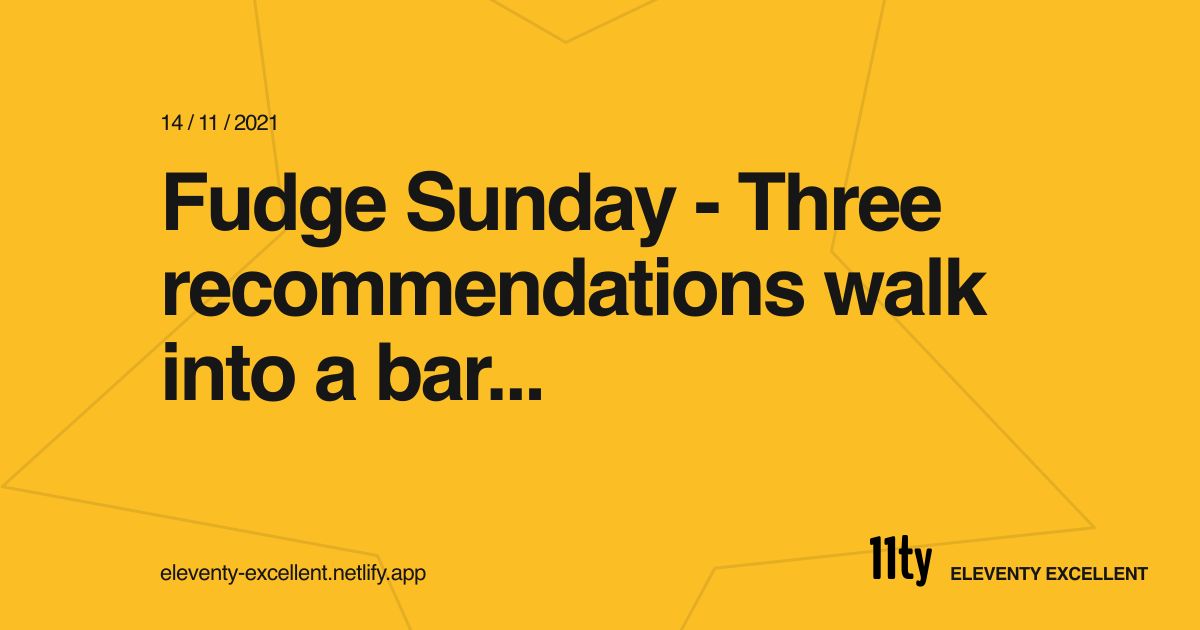 14 / 11 / 2021
Fudge Sunday - Three
recommendations walk
into a bar...
eleventy-excellent.netlify.app
11ty ELEVENTY EXCELLENT